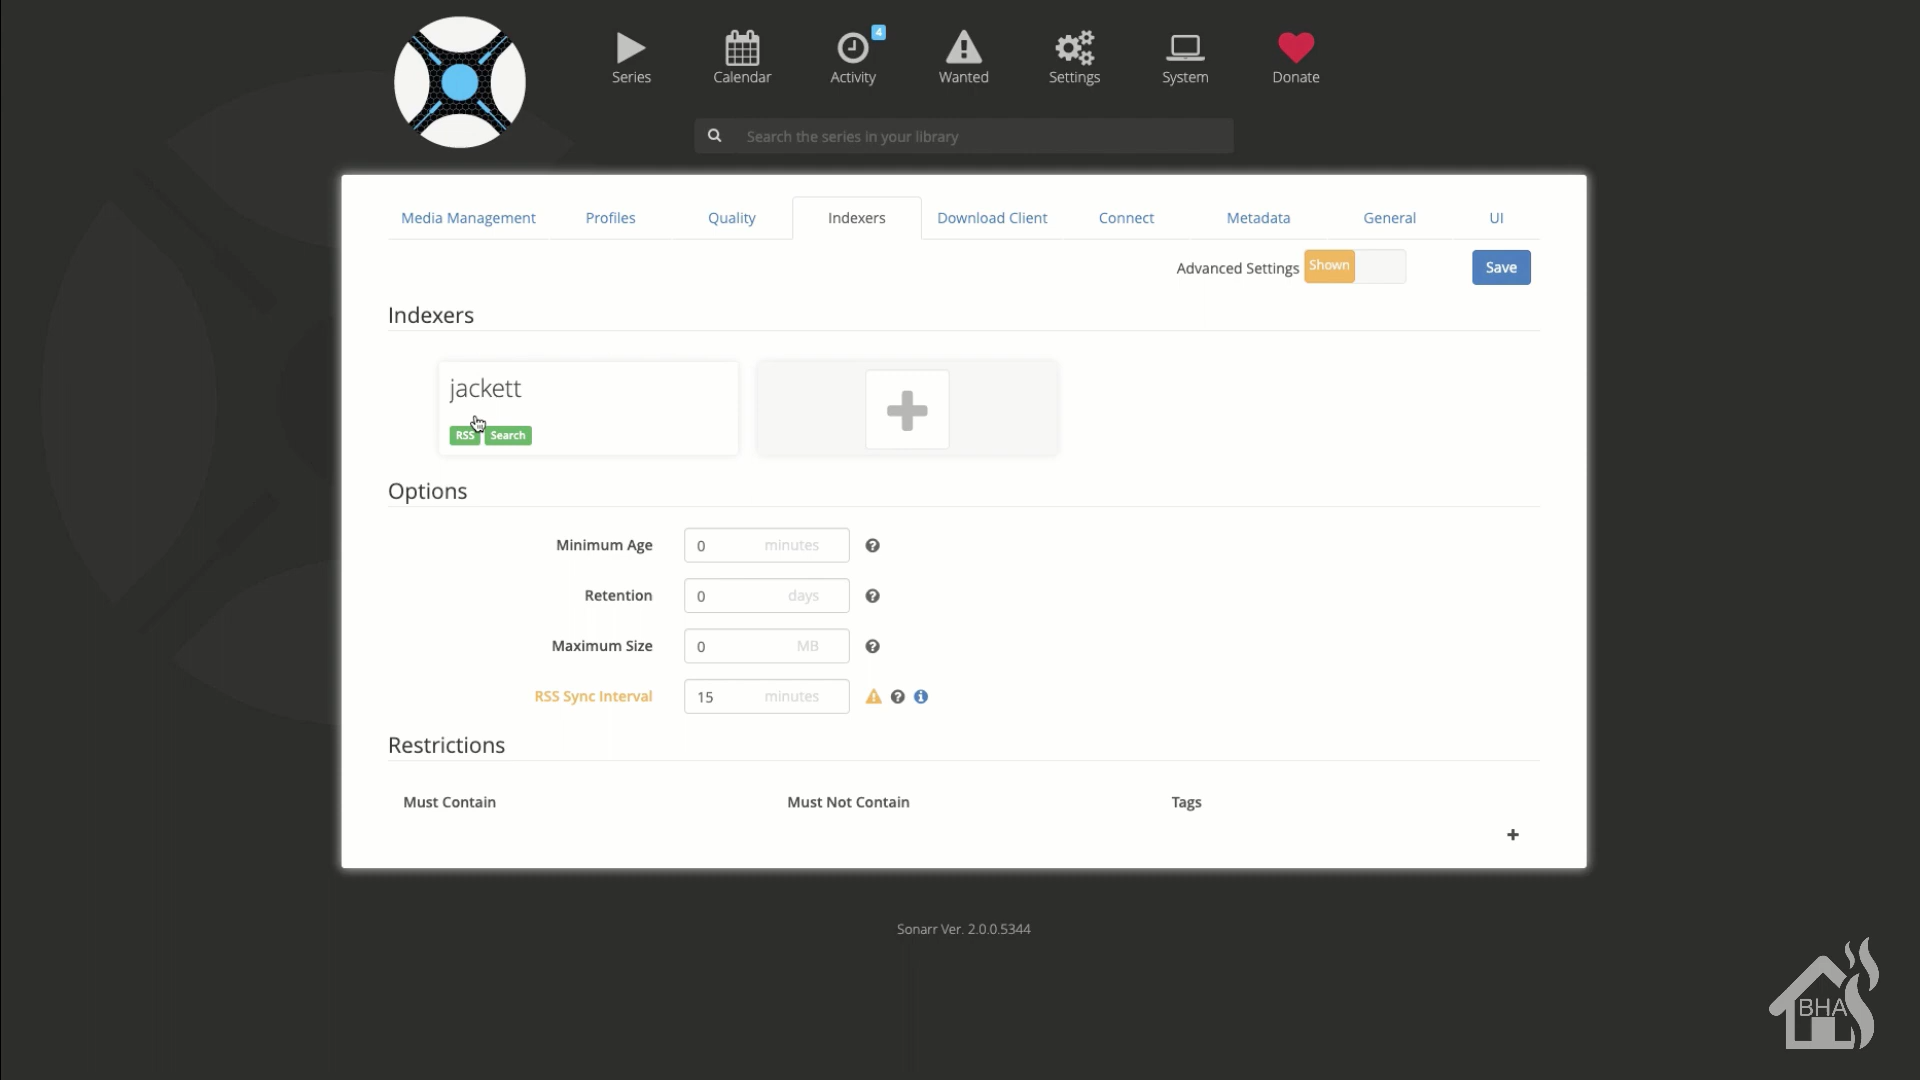 4
Series
Calendar
Activity
Wanted
Settings
System
Donate
Search the series in your library
Media Management
Profiles
Quality
Indexers
Download Client
Connect
Metadata
General
UI
Advanced Settings
Shown
Save
Indexers
jackett
RSS
Search
Options
Minimum Age
0
minutes
Retention
0
days
Maximum Size
0
MB
RSS Sync Interval
15
minutes
Restrictions
Must Contain
Must Not Contain
Tags
Sonarr Ver. 2.0.0.5344
BHA